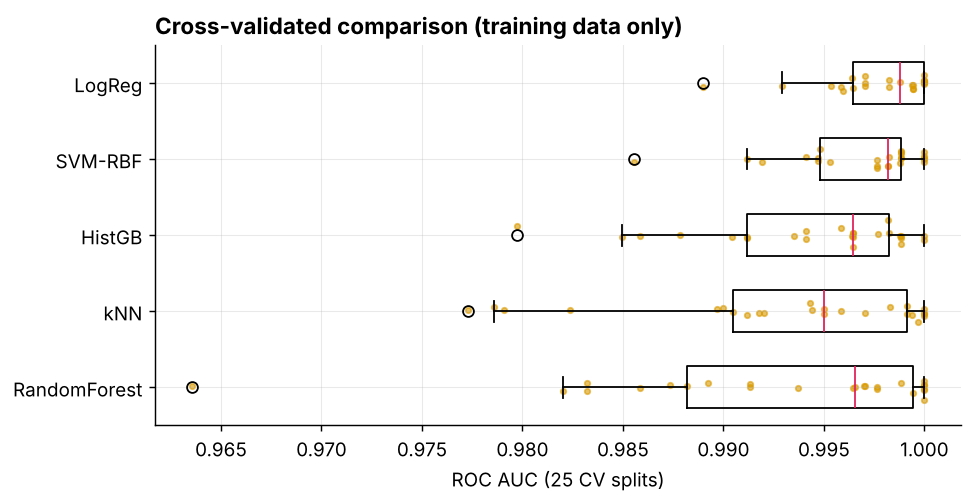 Cross-validated comparison (training data only)
LogReg
SVM-RBF
HistGB
kNN
RandomForest
0.965 0.970 0.975 0.980 0.985 0.990 0.995 1.000
ROC AUC (25 CV splits)